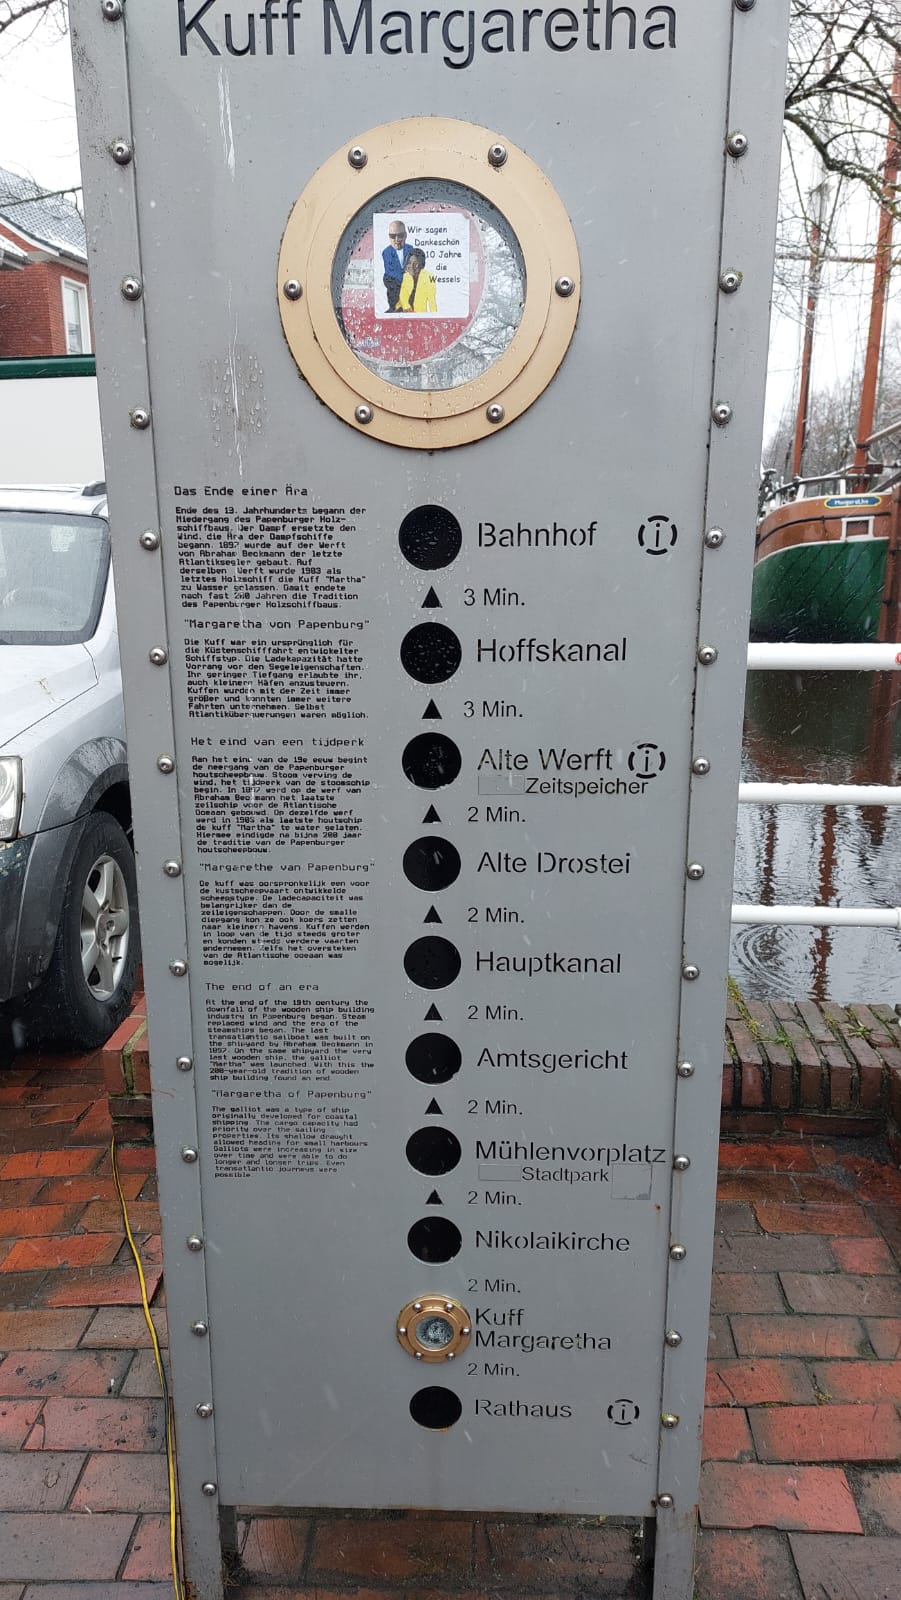 Kuff Margaretha
Wir sagen
Dankeschön
10 Jahre
die
Wessels
Das Ende einer Ära
Ende des 19. Jahrhunderts begann der
Niedergang des Papenburger Holz-
schiffbaus. Der Dampf ersetzte den
Wind, die Ära der Dampfschiffe
begann. 1897 wurde auf der Werft
von Abraham Beckmann der letzte
Atlantiksegler gebaut. Auf
derselben Werft wurde 1903 als
letztes Holzschiff die Kuff "Martha"
zu Wasser gelassen. Damit endete
nach fast 200 Jahren die Tradition
des Papenburger Holzschiffbaus.
"Margaretha von Papenburg"
Die Kuff war ein ursprünglich für
die Küstenschifffahrt entwickelter
Schiffstyp. Die Ladekapazität hatte
Vorrang vor den Segeleigenschaften.
Ihr geringer Tiefgang erlaubte ihr,
auch kleinere Häfen anzusteuern.
Kuffen wurden mit der Zeit immer
größer und konnten immer weitere
Fahrten unternehmen. Selbst
Atlantiküberquerungen waren möglich.
Het eind van een tijdperk
Aan het eind van de 19e eeuw begint
de neergang van de Papenburger
houtscheepbouw. Stoom verving de
wind, het tijdperk van de stoomschip
begin. In 1897 werd op de werf van
Abraham Beckmann het laatste
zeilschip voor de Atlantische
Oceaan gebouwd. Op dezelfde werf
werd in 1903 als laatste houtschip
de kuff "Martha" te water gelaten.
Hiermee eindigde na bijna 200 jaar
de traditie van de Papenburger
houtscheepbouw.
"Margarethe van Papenburg"
De kuff was oorspronkelijk een voor
de kustscheepvaart ontwikkelde
scheepstype. De ladecapaciteit was
belangrijker dan de
zeileigenschappen. Door de smalle
diepgang kon ze ook koers zetten
naar kleinere havens. Kuffen werden
in loop van de tijd steeds groter
en konden steeds verdere vaarten
ondernemen. Zelfs het oversteken
van de Atlantische oceaan was
mogelijk.
The end of an era
At the end of the 19th century the
downfall of the wooden ship building
industry in Papenburg began. Steam
replaced wind and the era of the
steamships began. The last
transatlantic sailboat was built on
the shipyard by Abraham Beckmann in
1897. On the same shipyard the very
last wooden ship, the galliot
"Martha" was launched. With this the
200-year-old tradition of wooden
ship building found an end.
"Margaretha of Papenburg"
The galliot was a type of ship
originally developed for coastal
shipping. The cargo capacity had
priority over the sailing
properties. Its shallow draught
allowed heading for small harbours
Galliots were increasing in size
over time and were able to do
longer and longer trips. Even
transatlantic journeys were
possible.
Bahnhof i
3 Min.
Hoffskanal
3 Min.
Alte Werft i
Zeitspeicher
2 Min.
Alte Drostei
2 Min.
Hauptkanal
2 Min.
Amtsgericht
2 Min.
Mühlenvorplatz
Stadtpark
2 Min.
Nikolaikirche
2 Min.
Kuff
Margaretha
2 Min.
Rathaus i
Margaretha